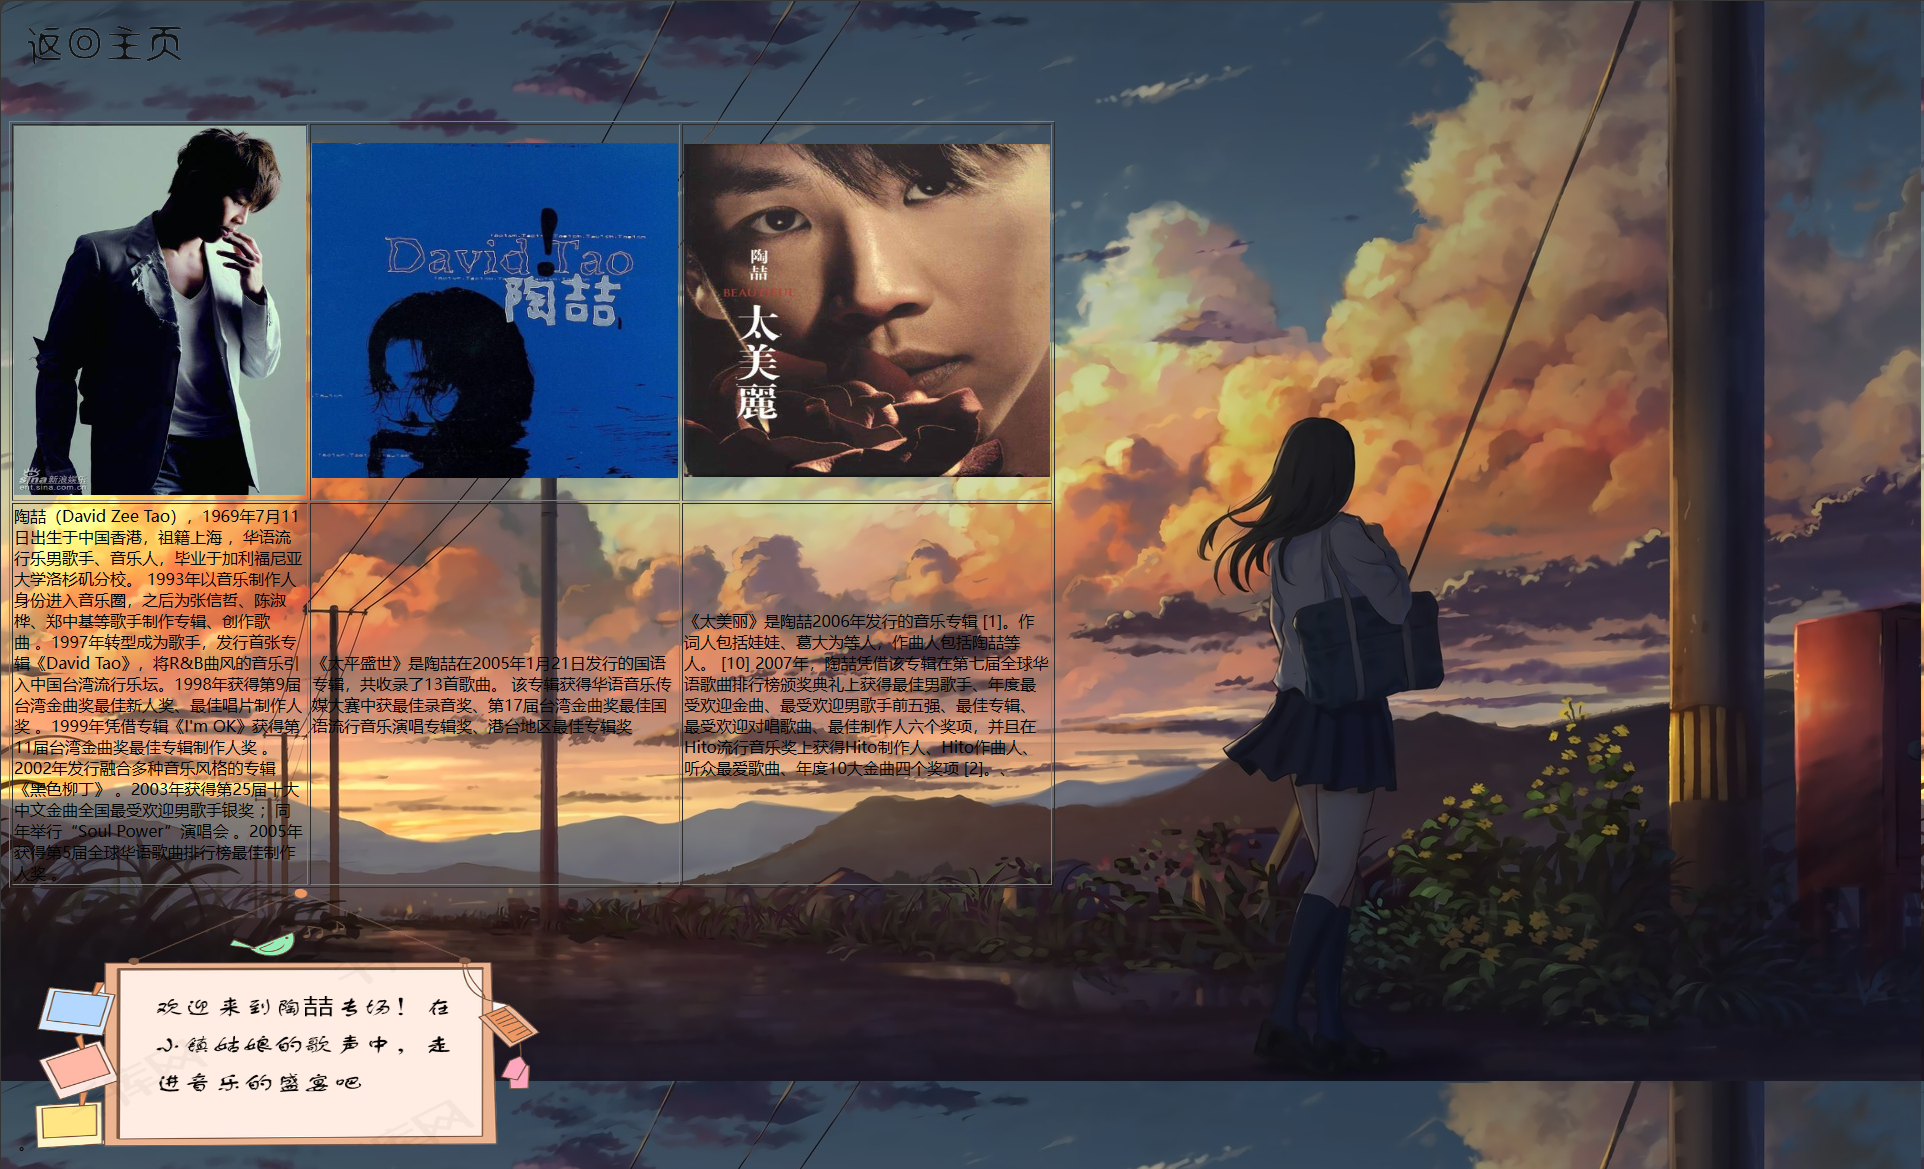 返回主页
David Tao
陶喆
陶喆
BEAUTIFUL
太美麗
sina新浪娱乐
ent.sina.com.cn
陶喆（David Zee Tao），1969年7月11
日出生于中国香港，祖籍上海 ，华语流
行乐男歌手、音乐人，毕业于加利福尼亚
大学洛杉矶分校。 1993年以音乐制作人
身份进入音乐圈，之后为张信哲、陈淑
桦、郑中基等歌手制作专辑、创作歌
曲 。1997年转型成为歌手，发行首张专
辑《David Tao》，将R&B曲风的音乐引
入中国台湾流行乐坛。1998年获得第9届
台湾金曲奖最佳新人奖、最佳唱片制作人
奖 。 1999年凭借专辑《I'm OK》获得第
11届台湾金曲奖最佳专辑制作人奖 。
2002年发行融合多种音乐风格的专辑
《黑色柳丁》 。2003年获得第25届十大
中文金曲全国最受欢迎男歌手银奖 ；同
年举行“Soul Power”演唱会 。2005年
获得第5届全球华语歌曲排行榜最佳制作
人奖 。
《太平盛世》是陶喆在2005年1月21日发行的国语
专辑，共收录了13首歌曲。 该专辑获得华语音乐传
媒大赛中获最佳录音奖、第17届台湾金曲奖最佳国
语流行音乐演唱专辑奖、港台地区最佳专辑奖
《太美丽》是陶喆2006年发行的音乐专辑 [1]。作
词人包括娃娃、葛大为等人，作曲人包括陶喆等
人。 [10] 2007年，陶喆凭借该专辑在第七届全球华
语歌曲排行榜颁奖典礼上获得最佳男歌手、年度最
受欢迎金曲、最受欢迎男歌手前五强、最佳专辑、
最受欢迎对唱歌曲、最佳制作人六个奖项，并且在
Hito流行音乐奖上获得Hito制作人、Hito作曲人、
听众最爱歌曲、年度10大金曲四个奖项 [2]。、
欢迎来到陶喆专场！在
小镇姑娘的歌声中，走
进音乐的盛宴吧
。